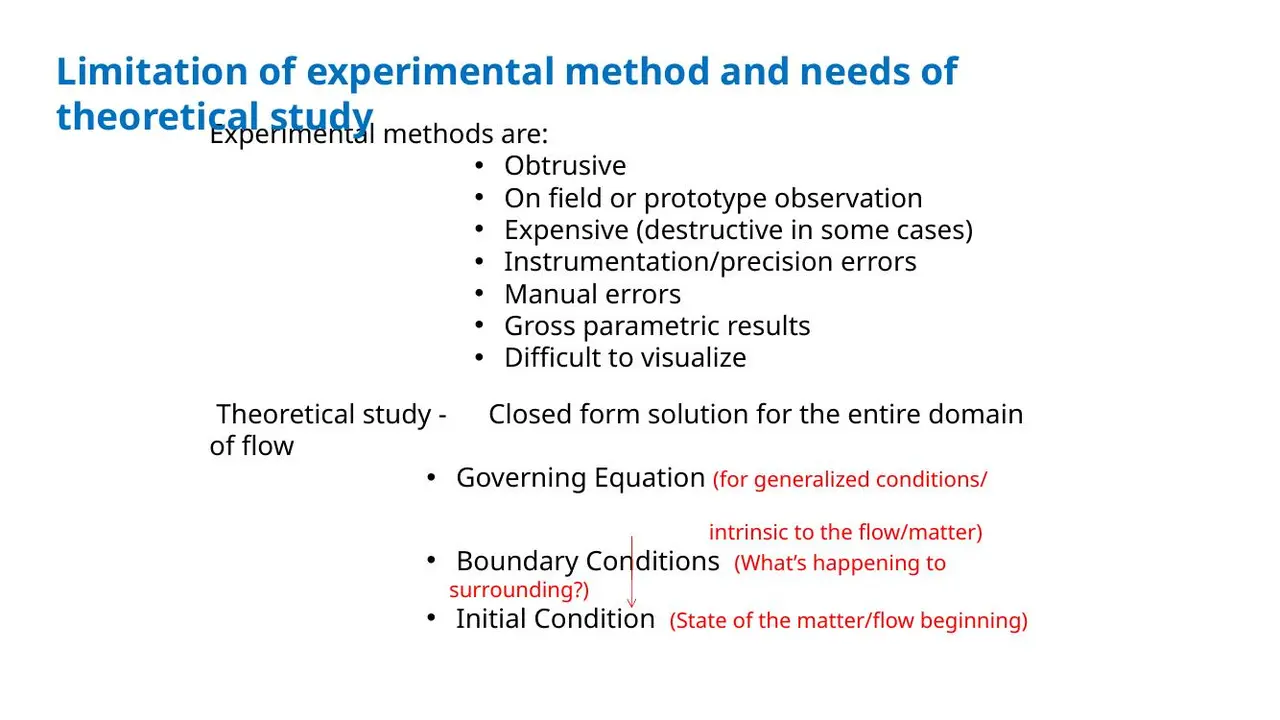 Limitation of experimental method and needs of
theoretical study
Experimental methods are:
• Obtrusive
• On field or prototype observation
• Expensive (destructive in some cases)
• Instrumentation/precision errors
• Manual errors
• Gross parametric results
• Difficult to visualize
Theoretical study - Closed form solution for the entire domain
of flow
• Governing Equation (for generalized conditions/
intrinsic to the flow/matter)
• Boundary Conditions (What’s happening to
surrounding?)
• Initial Condition (State of the matter/flow beginning)